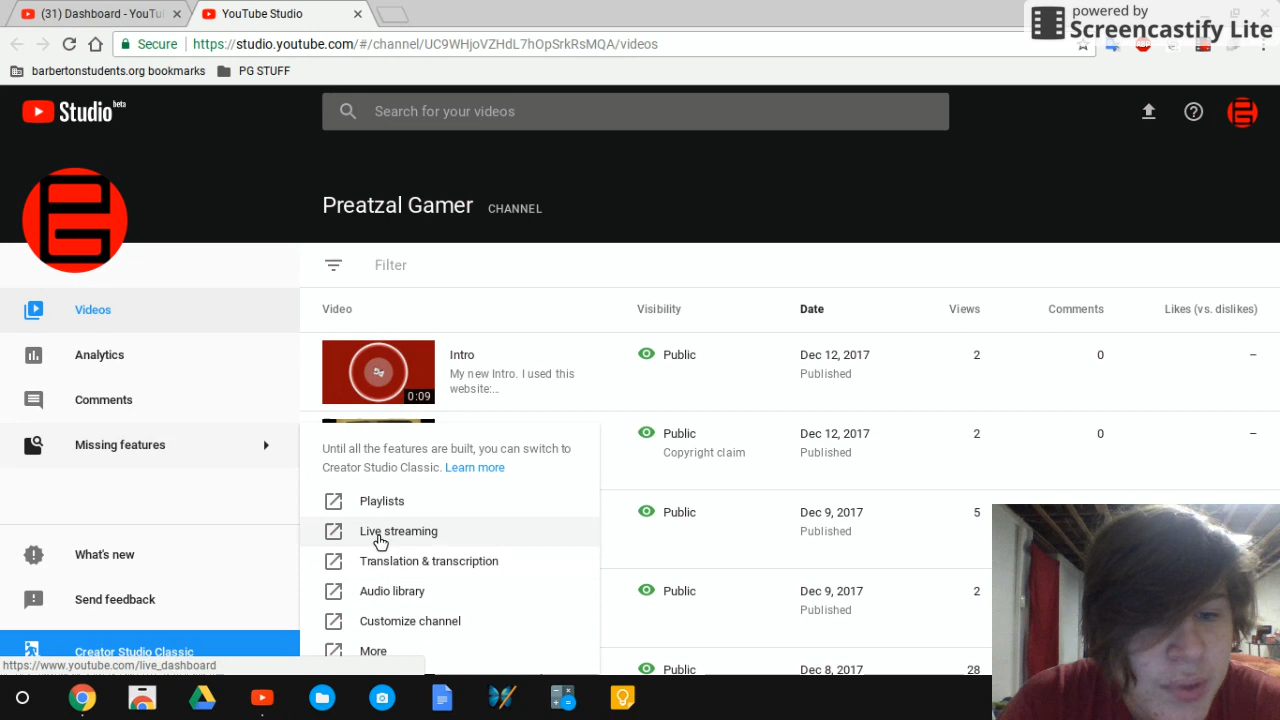 (31) Dashboard - YouTu
YouTube Studio
powered by
Screencastify Lite
Secure
https://studio.youtube.com/#/channel/UC9WHjoVZHdL7hOpSrkRsMQA/videos
barbertonstudents.org bookmarks
PG STUFF
Studio beta
Search for your videos
Preatzal Gamer CHANNEL
Filter
Videos
Analytics
Comments
Missing features
What's new
Send feedback
Creator Studio Classic
Video Visibility Date Views Comments Likes (vs. dislikes)
Intro
My new Intro. I used this
website:...
0:09
Public
Dec 12, 2017
Published
2 0 –
Public
Copyright claim
Dec 12, 2017
Published
2 0 –
Public
Dec 9, 2017
Published
5
Public
Dec 9, 2017
Published
2
Public
Dec 8, 2017
28
Until all the features are built, you can switch to
Creator Studio Classic. Learn more
Playlists
Live streaming
Translation & transcription
Audio library
Customize channel
More
https://www.youtube.com/live_dashboard